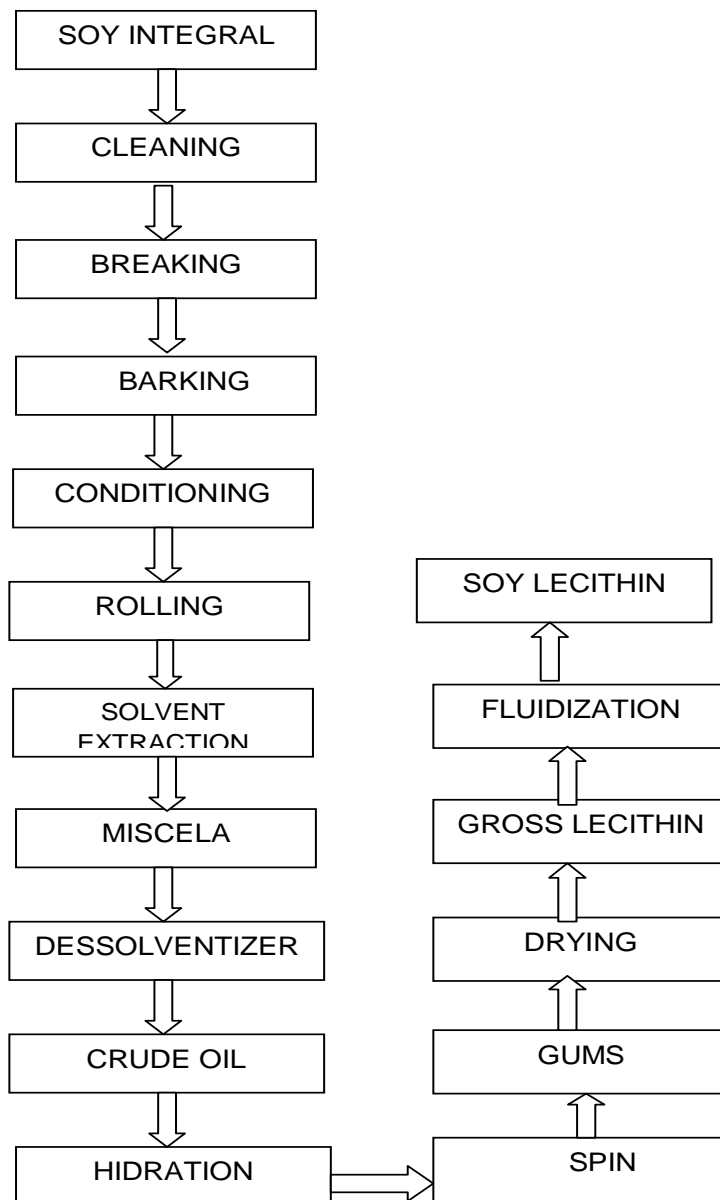 SOY INTEGRAL
CLEANING
BREAKING
BARKING
CONDITIONING
ROLLING
SOLVENT
EXTRACTION
MISCELA
DESSOLVENTIZER
CRUDE OIL
HIDRATION
SPIN
GUMS
DRYING
GROSS LECITHIN
FLUIDIZATION
SOY LECITHIN